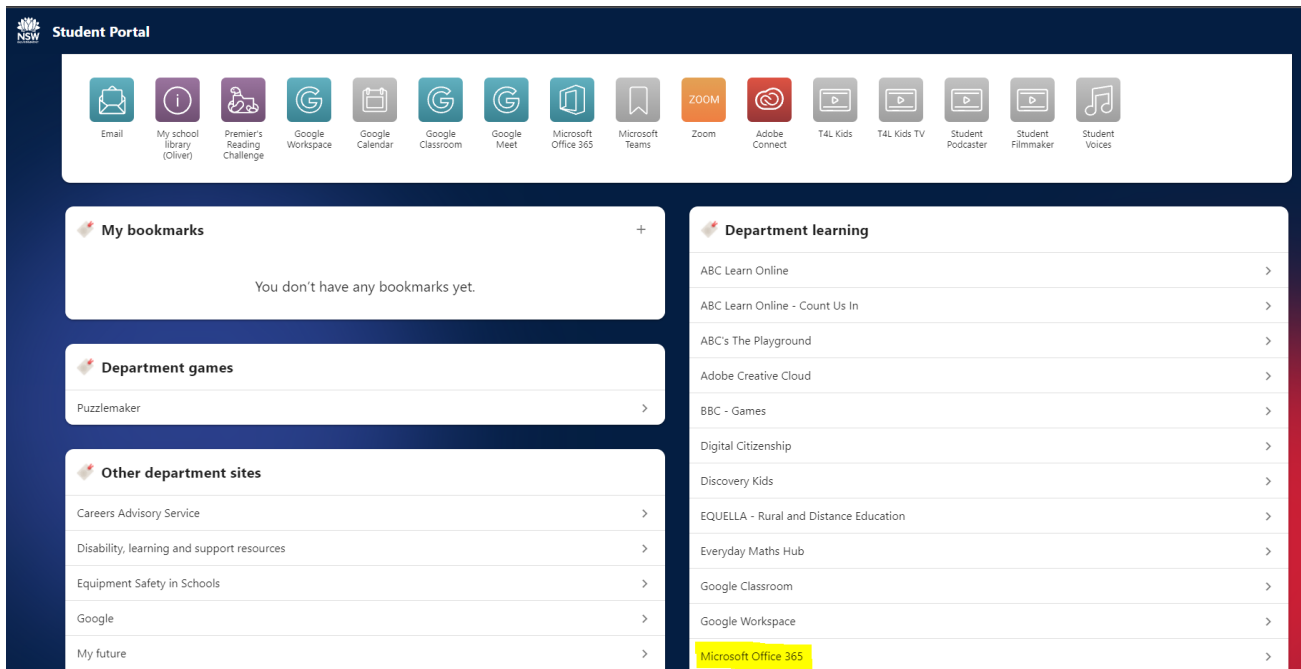 NSW
GOVERNMENT
Student Portal
ZOOM
Email
My school
library
(Oliver)
Premier's
Reading
Challenge
Google
Workspace
Google
Calendar
Google
Classroom
Google
Meet
Microsoft
Office 365
Microsoft
Teams
Zoom
Adobe
Connect
T4L Kids
T4L Kids TV
Student
Podcaster
Student
Filmmaker
Student
Voices
My bookmarks
You don't have any bookmarks yet.
Department games
Puzzlemaker
Other department sites
Careers Advisory Service
Disability, learning and support resources
Equipment Safety in Schools
Google
My future
Department learning
ABC Learn Online
ABC Learn Online - Count Us In
ABC's The Playground
Adobe Creative Cloud
BBC - Games
Digital Citizenship
Discovery Kids
EQUELLA - Rural and Distance Education
Everyday Maths Hub
Google Classroom
Google Workspace
Microsoft Office 365